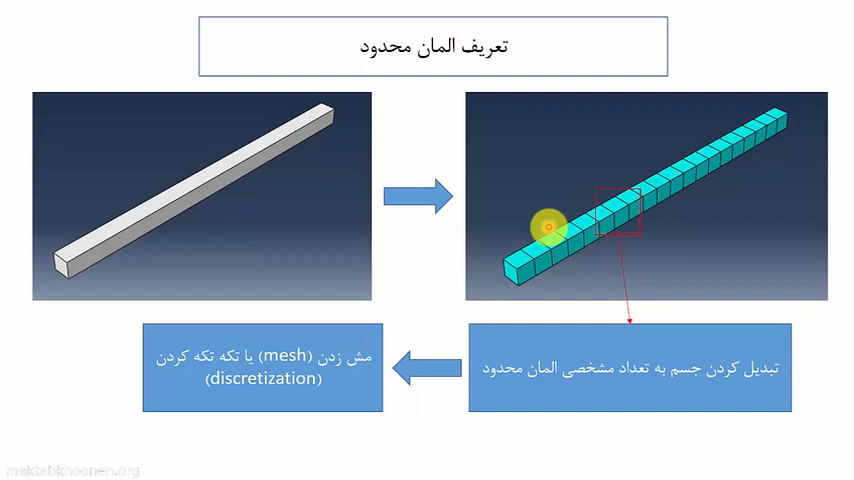 تعریف المان محدود
تبدیل کردن جسم به تعداد مشخصی المان محدود
مش زدن (mesh) یا تکه تکه کردن
(discretization)
maktabkhooneh.org